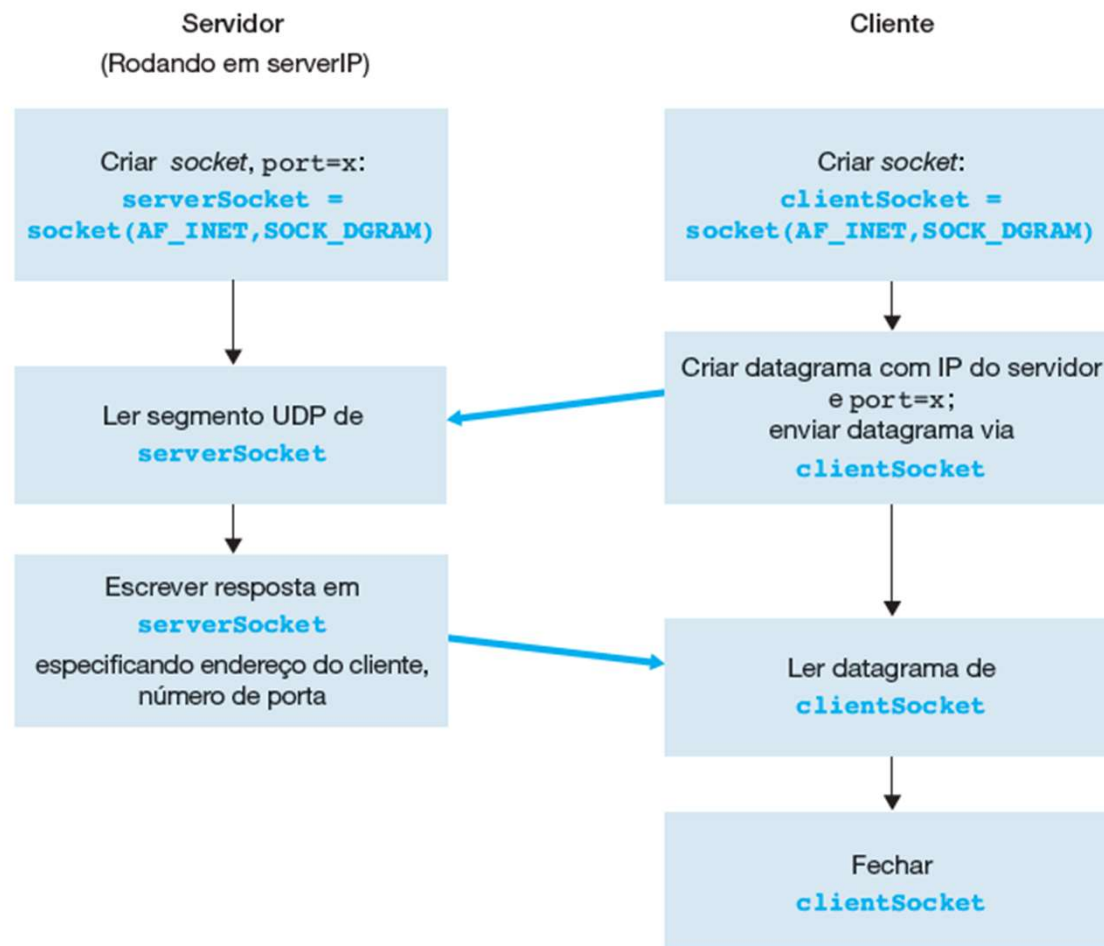 Servidor
(Rodando em serverIP)
Criar socket, port=x:
serverSocket =
socket(AF_INET,SOCK_DGRAM)
Ler segmento UDP de
serverSocket
Escrever resposta em
serverSocket
especificando endereço do cliente,
número de porta
Cliente
Criar socket:
clientSocket =
socket(AF_INET,SOCK_DGRAM)
Criar datagrama com IP do servidor
e port=x;
enviar datagrama via
clientSocket
Ler datagrama de
clientSocket
Fechar
clientSocket